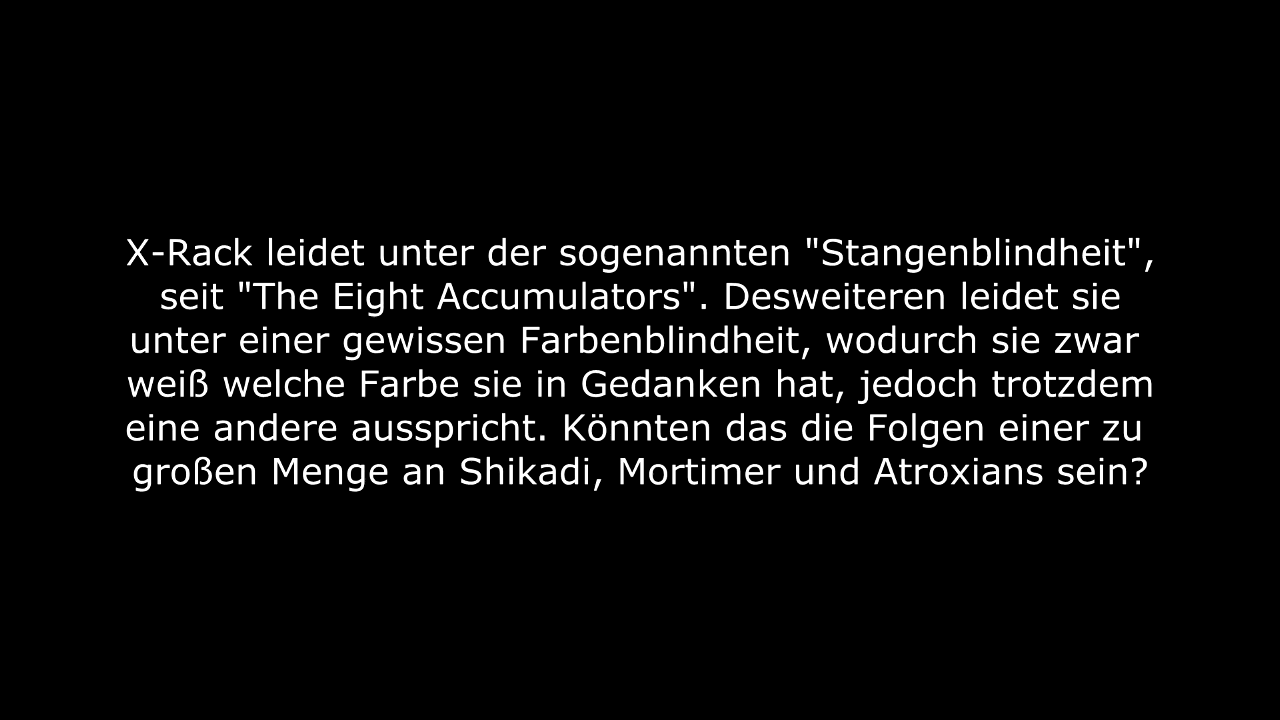 X-Rack leidet unter der sogenannten "Stangenblindheit",
seit "The Eight Accumulators". Desweiteren leidet sie
unter einer gewissen Farbenblindheit, wodurch sie zwar
weiß welche Farbe sie in Gedanken hat, jedoch trotzdem
eine andere ausspricht. Könnten das die Folgen einer zu
großen Menge an Shikadi, Mortimer und Atroxians sein?